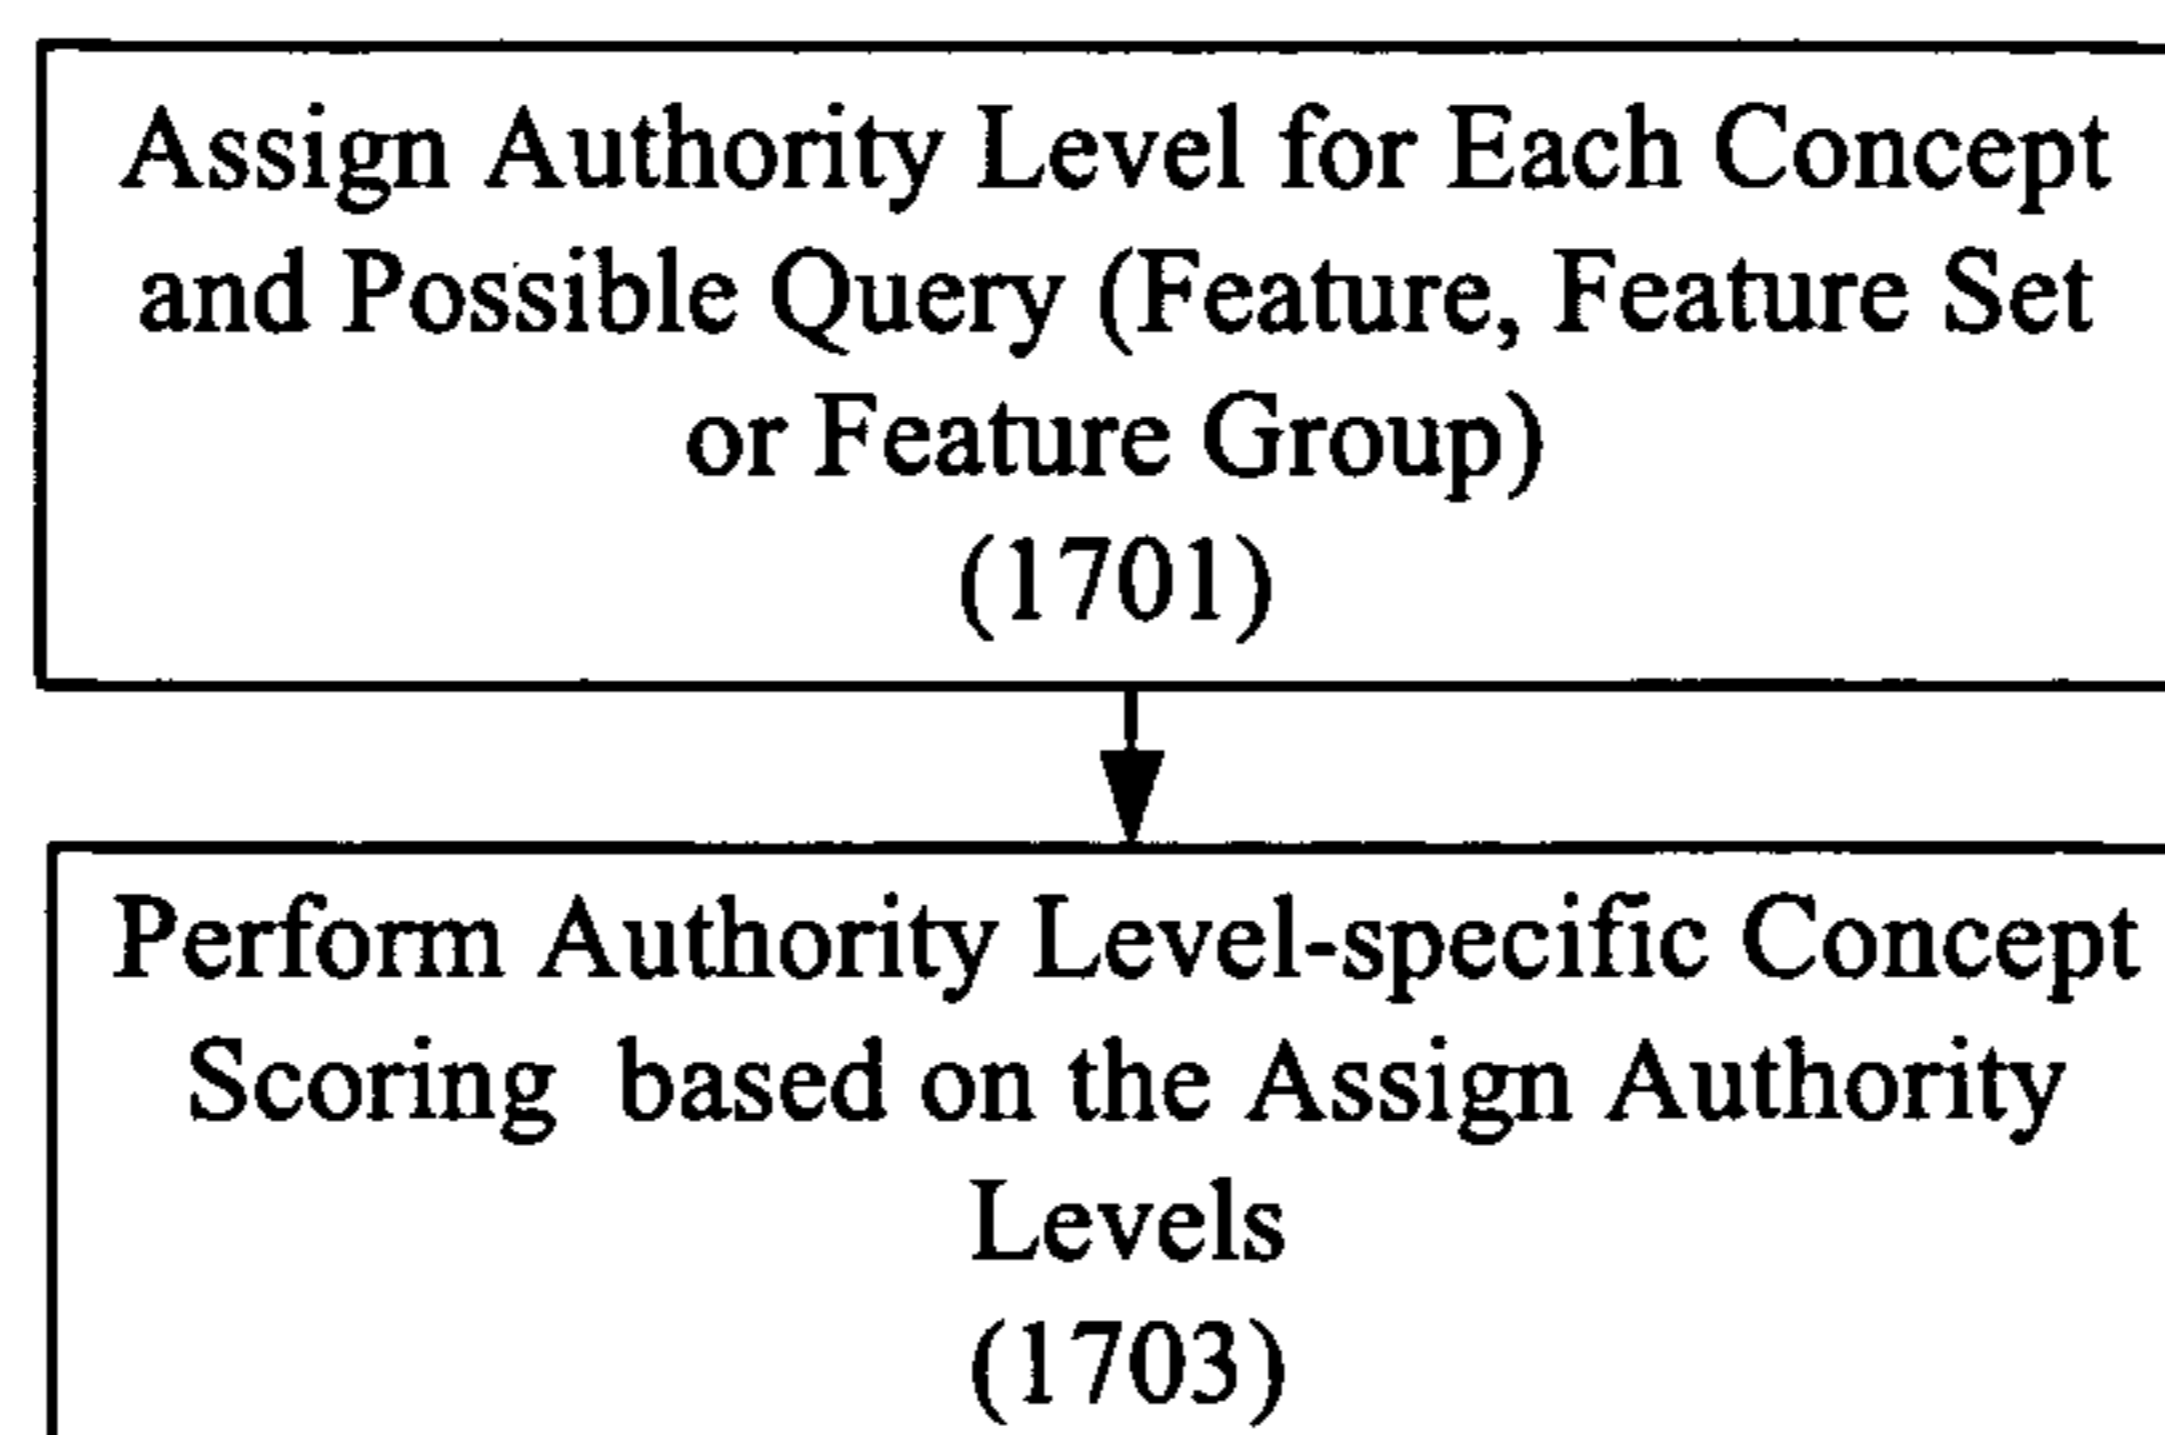 Assign Authority Level for Each Concept
and Possible Query (Feature, Feature Set
or Feature Group)
(1701)
Perform Authority Level-specific Concept
Scoring based on the Assign Authority
Levels
(1703)